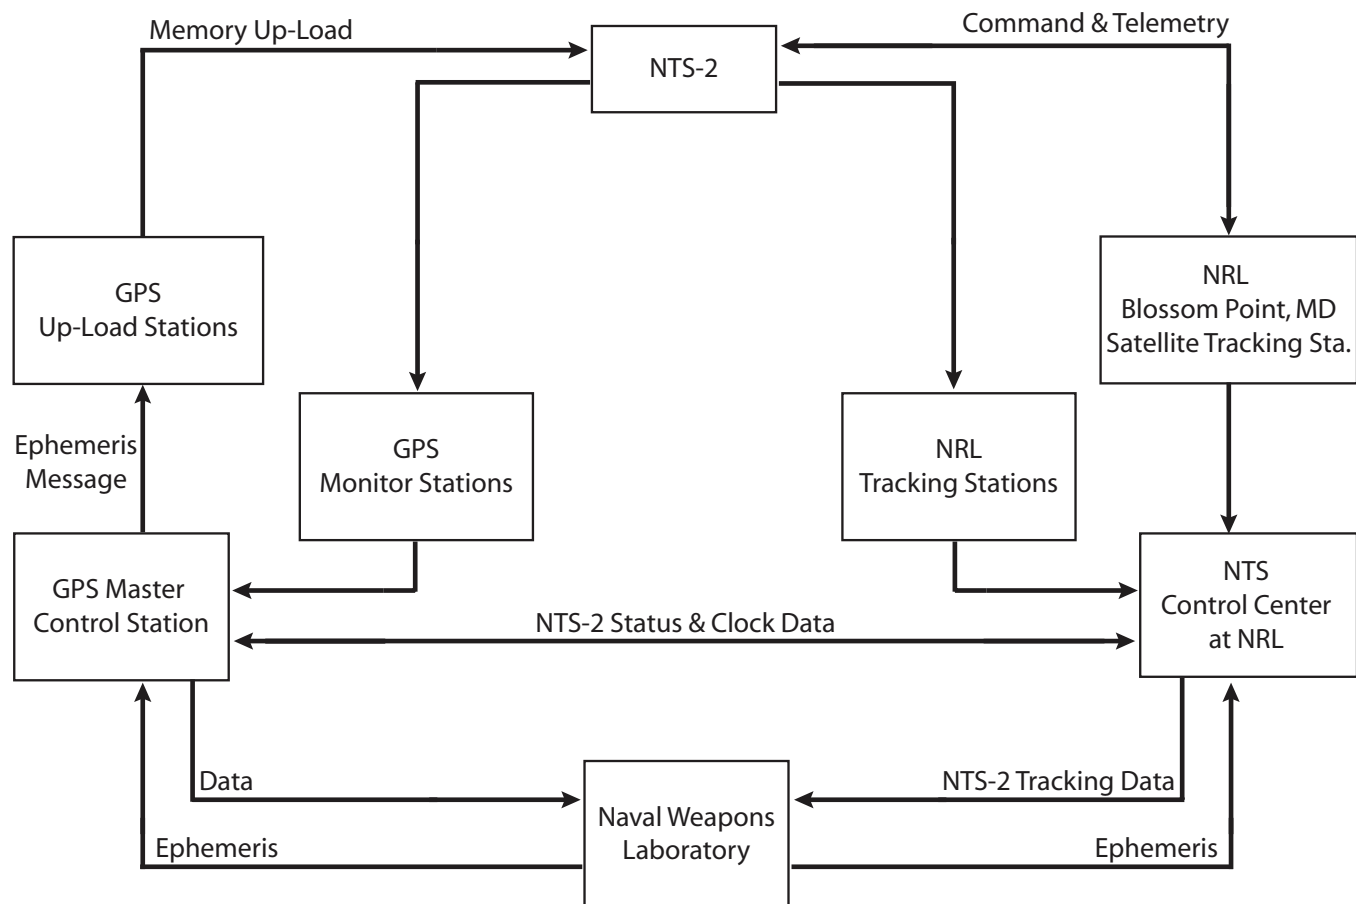 Memory Up-Load
Command & Telemetry
NTS-2
GPS
Up-Load Stations
NRL
Blossom Point, MD
Satellite Tracking Sta.
Ephemeris
Message
GPS
Monitor Stations
NRL
Tracking Stations
GPS Master
Control Station
NTS-2 Status & Clock Data
NTS
Control Center
at NRL
Data
NTS-2 Tracking Data
Naval Weapons
Laboratory
Ephemeris
Ephemeris